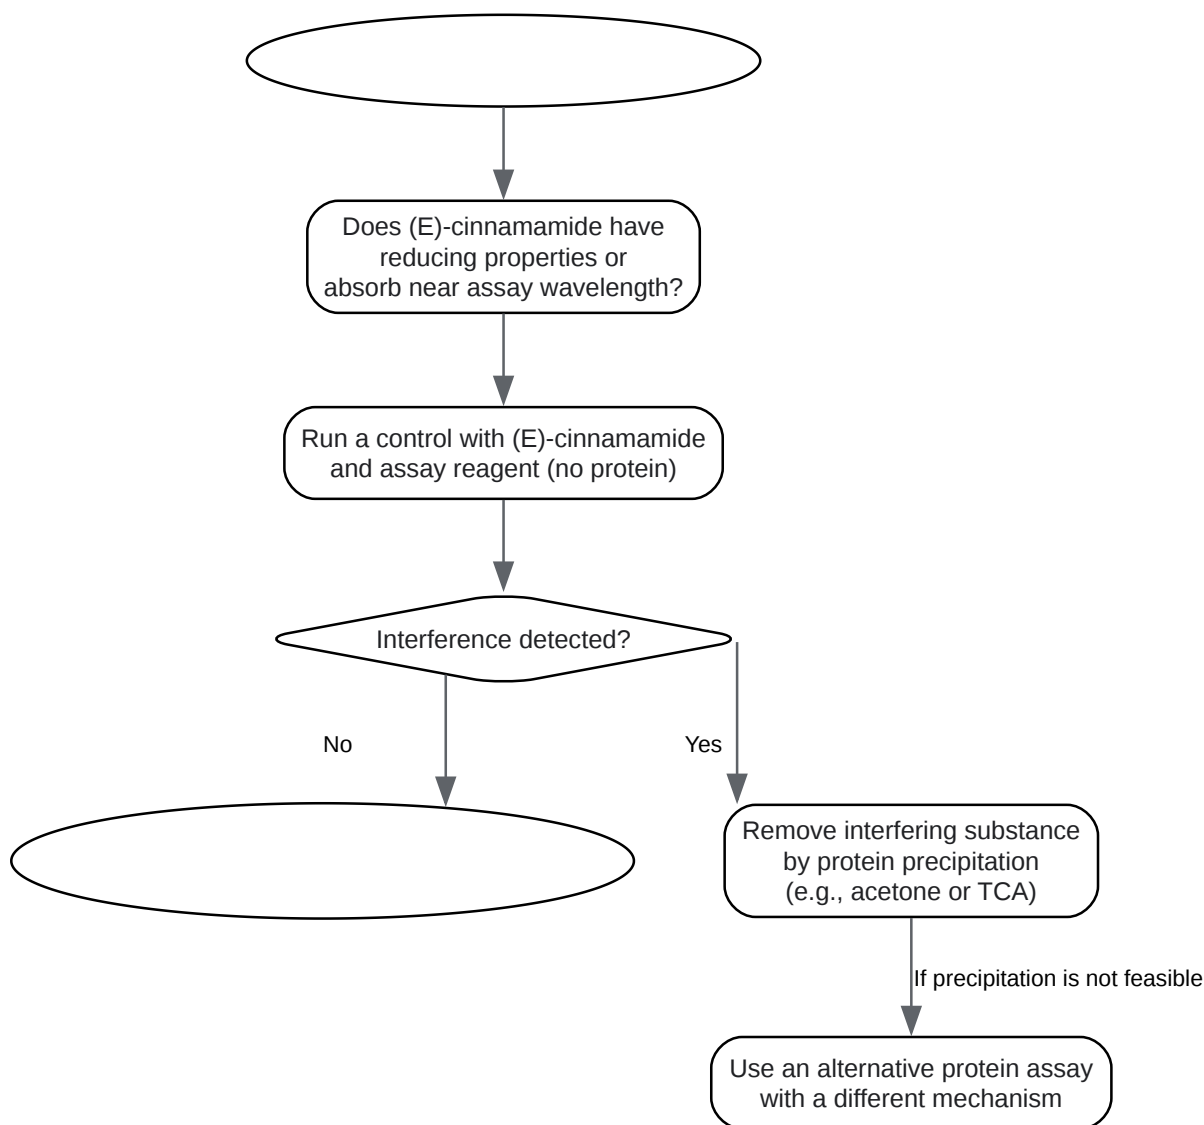 Does (E)-cinnamamide have
reducing properties or
absorb near assay wavelength?
Run a control with (E)-cinnamamide
and assay reagent (no protein)
Interference detected?
No
Yes
Remove interfering substance
by protein precipitation
(e.g., acetone or TCA)
If precipitation is not feasible
Use an alternative protein assay
with a different mechanism